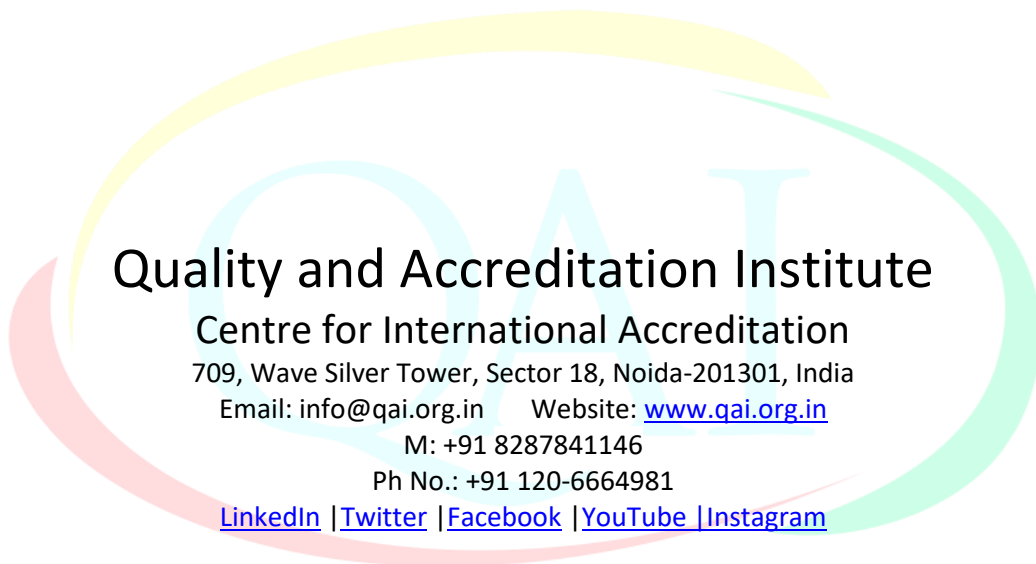 QAI
Quality and Accreditation Institute
Centre for International Accreditation
709, Wave Silver Tower, Sector 18, Noida-201301, India
Email: info@qai.org.in Website: www.qai.org.in
M: +91 8287841146
Ph No.: +91 120-6664981
LinkedIn |Twitter |Facebook |YouTube |Instagram